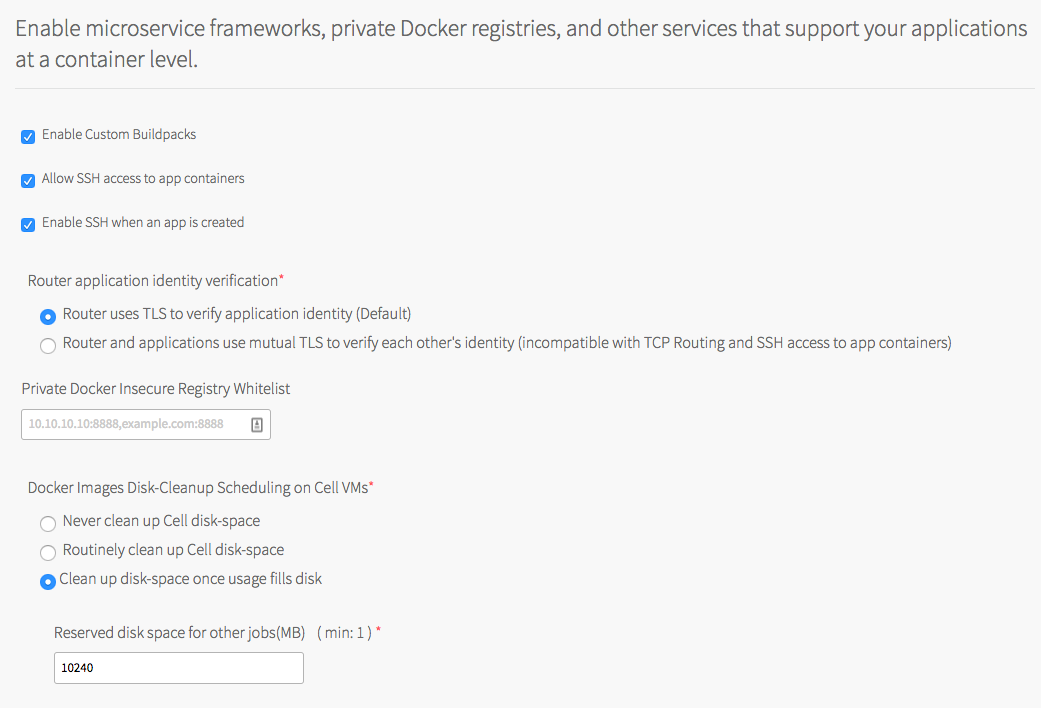 Enable microservice frameworks, private Docker registries, and other services that support your applications
at a container level.
Enable Custom Buildpacks
Allow SSH access to app containers
Enable SSH when an app is created
Router application identity verification*
Router uses TLS to verify application identity (Default)
Router and applications use mutual TLS to verify each other's identity (incompatible with TCP Routing and SSH access to app containers)
Private Docker Insecure Registry Whitelist
10.10.10.10:8888,example.com:8888
Docker Images Disk-Cleanup Scheduling on Cell VMs*
Never clean up Cell disk-space
Routinely clean up Cell disk-space
Clean up disk-space once usage fills disk
Reserved disk space for other jobs(MB) ( min: 1 ) *
10240